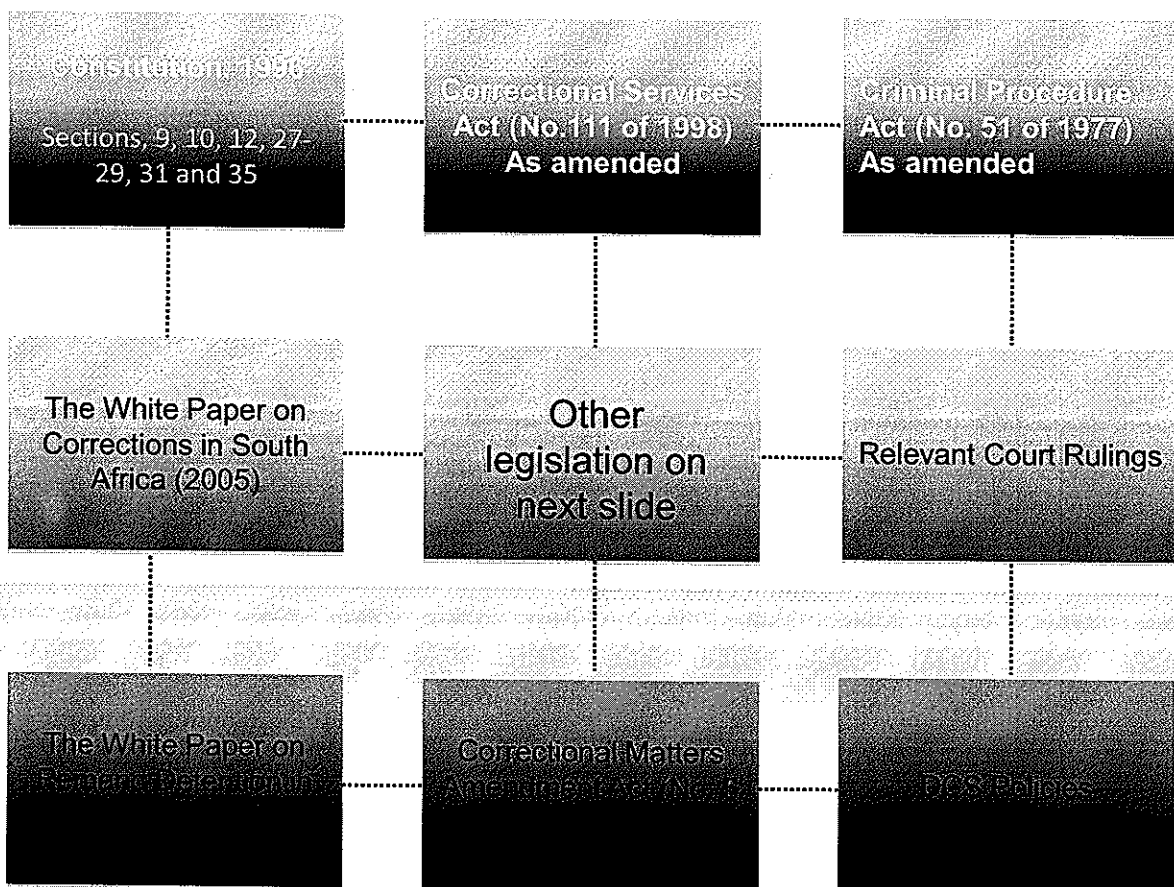 Constitution, 1996
Sections, 9, 10, 12, 27-
29, 31 and 35
Correctional Services
Act (No.111 of 1998)
As amended
Criminal Procedure
Act (No. 51 of 1977)
As amended
The White Paper on
Corrections in South
Africa (2005)
Other
legislation on
next slide
Relevant Court Rulings
The White Paper on
Remand Detention in
Correctional Matters
Amendment Act (No.
DCS Policies